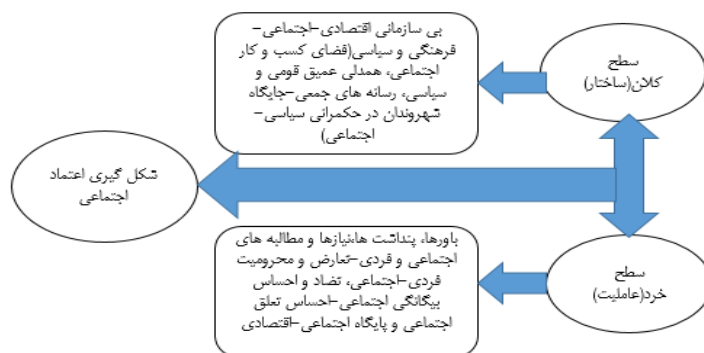 بی سازمانی اقتصادی-اجتماعی-
فرهنگی و سیاسی(فضای کسب و کار
اجتماعی، همدلی عمیق قومی و
سیاسی، رسانه های جمعی-جایگاه
شهروندان در حکمرانی سیاسی-
اجتماعی)
سطح
کلان(ساختار)
شکل گیری اعتماد
اجتماعی
باورها، پنداشت ها،نیازها و مطالبه های
اجتماعی و فردی-تعارض و محرومیت
فردی-اجتماعی، تضاد و احساس
بیگانگی اجتماعی-احساس تعلق
اجتماعی و پایگاه اجتماعی-اقتصادی
سطح
خرد(عاملیت)